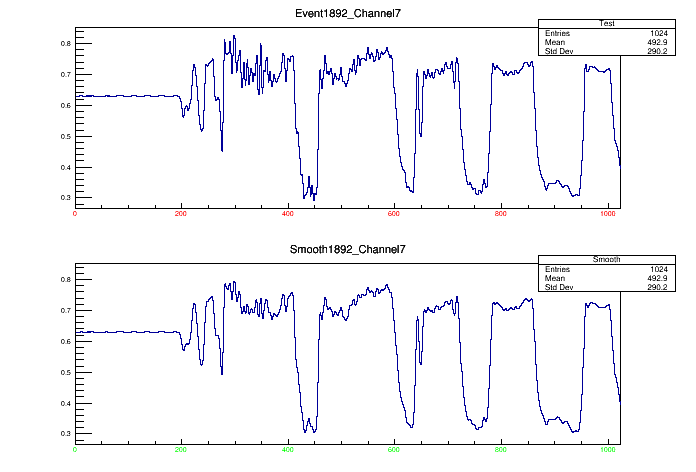 Event1892_Channel7
Test
Entries 1024
Mean 492.9
Std Dev 290.2
0.8
0.7
0.6
0.5
0.4
0.3
0 200 400 600 800 1000
Smooth1892_Channel7
Smooth
Entries 1024
Mean 492.9
Std Dev 290.2
0.8
0.7
0.6
0.5
0.4
0.3
0 200 400 600 800 1000